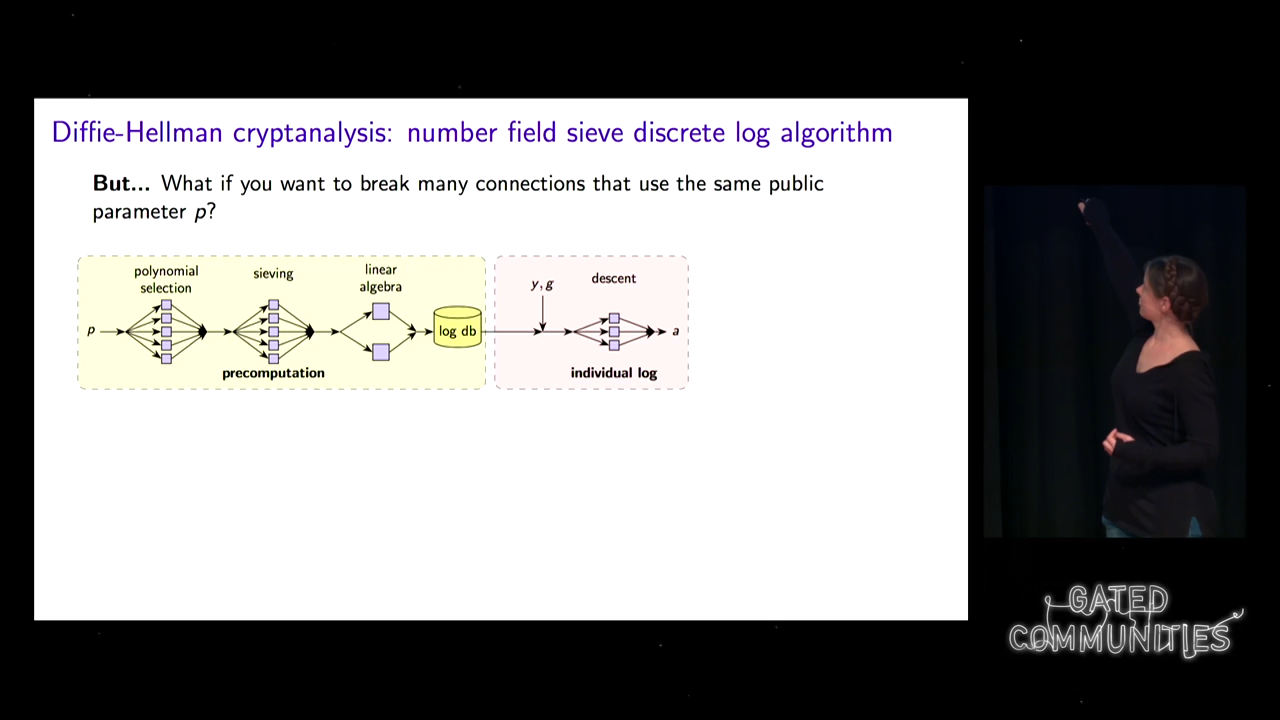 Diffie-Hellman cryptanalysis: number field sieve discrete log algorithm
But... What if you want to break many connections that use the same public
parameter p?
polynomial
selection
sieving
linear
algebra
y, g
descent
p
log db
a
precomputation
individual log
GATED
COMMUNITIES